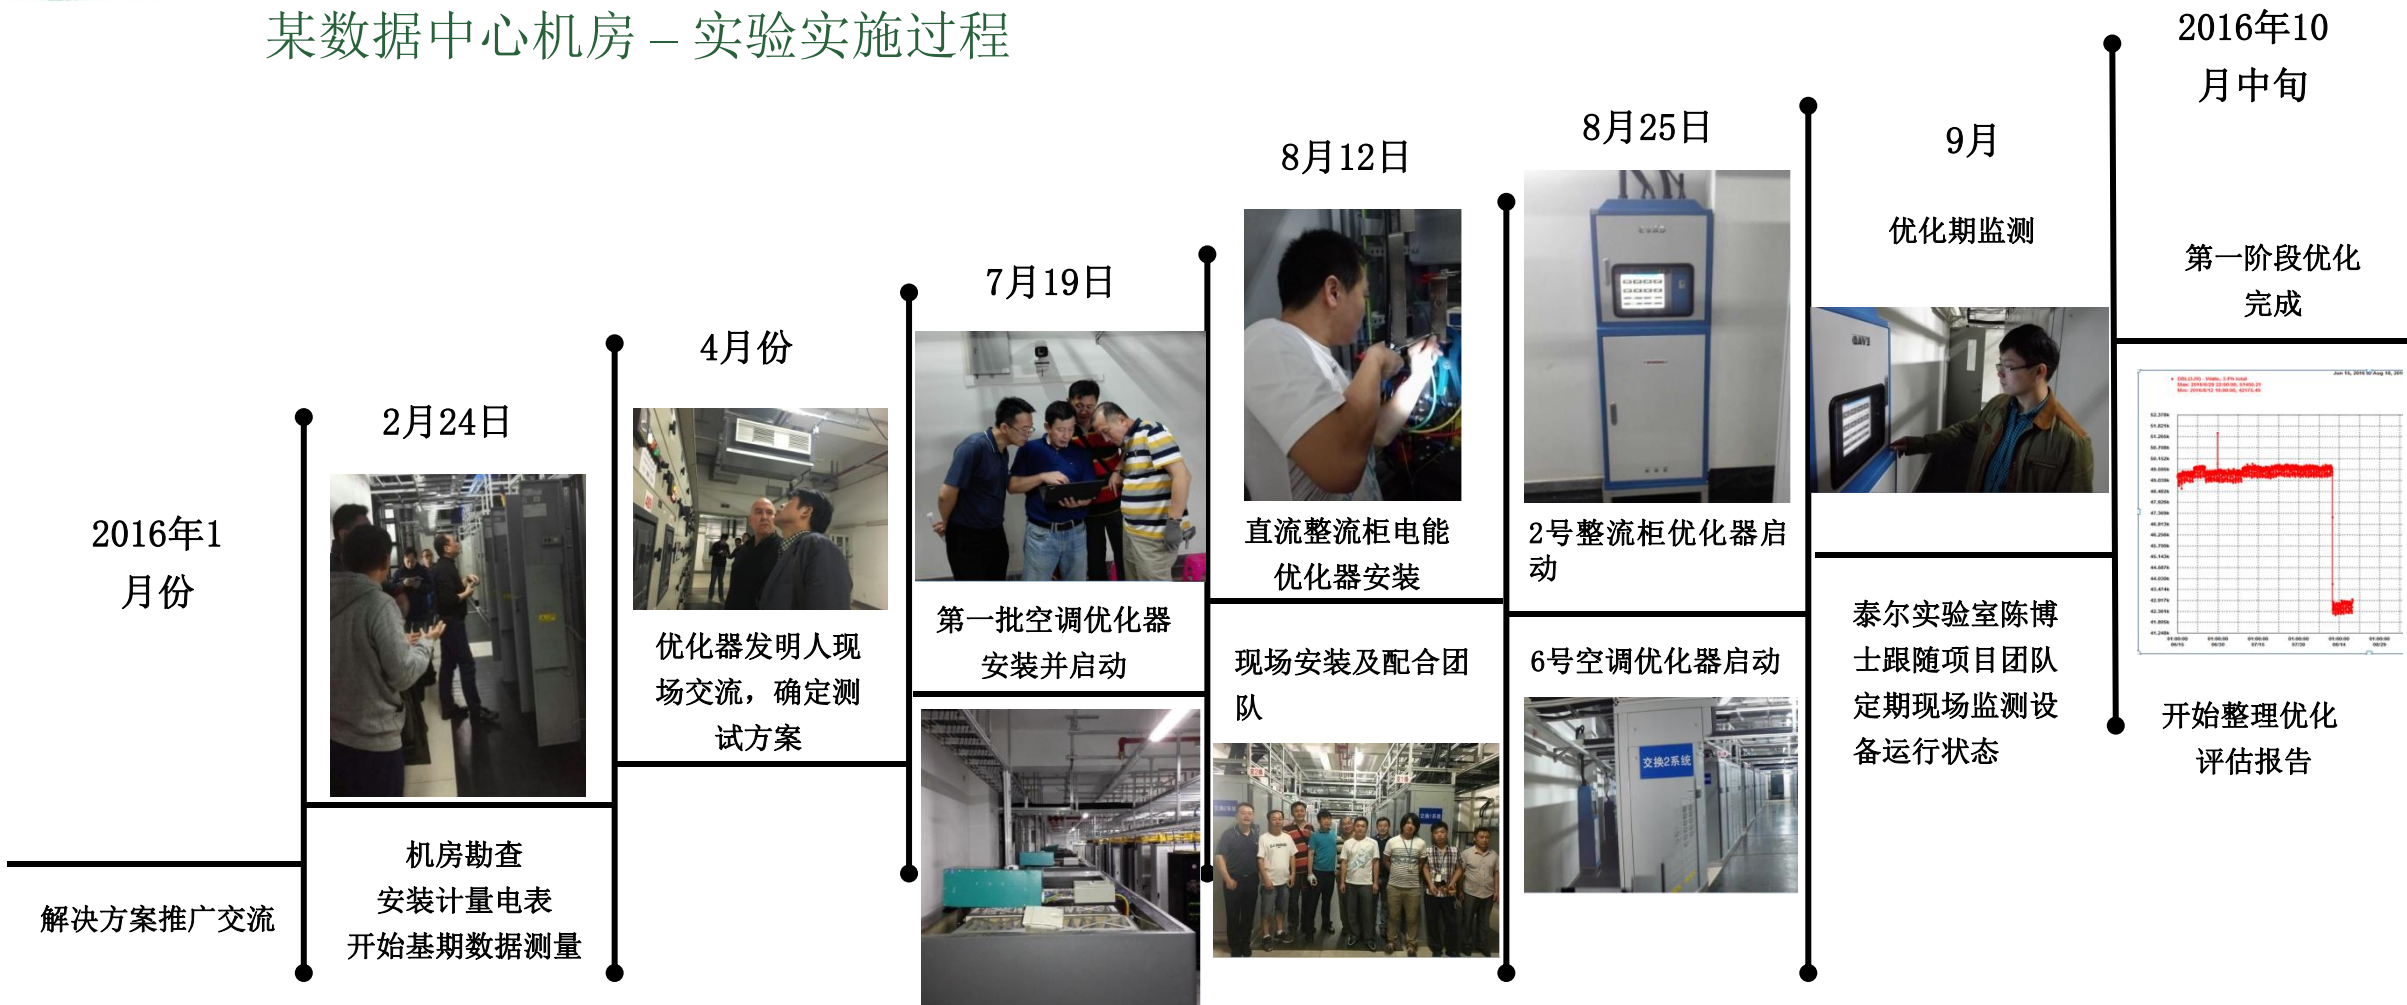 某数据中心机房 – 实验实施过程
2016年1
月份
解决方案推广交流
2月24日
机房勘查
安装计量电表
开始基期数据测量
4月份
优化器发明人现
场交流，确定测
试方案
7月19日
第一批空调优化器
安装并启动
8月12日
直流整流柜电能
优化器安装
现场安装及配合团
队
8月25日
2号整流柜优化器启
动
6号空调优化器启动
交换2系统
9月
优化期监测
泰尔实验室陈博
士跟随项目团队
定期现场监测设
备运行状态
2016年10
月中旬
第一阶段优化
完成
开始整理优化
评估报告